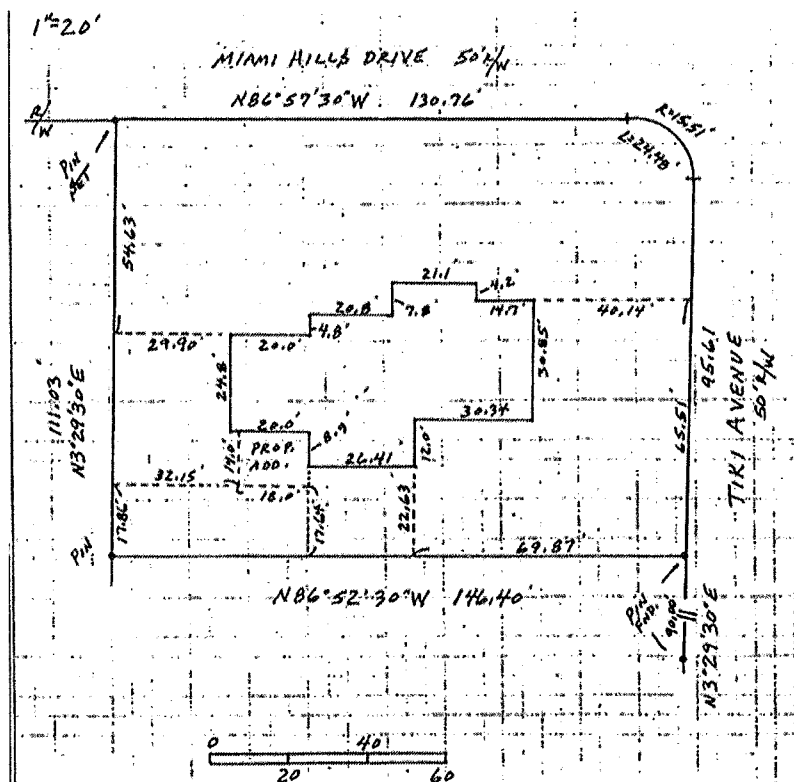 1"=20'
MIAMI HILLS DRIVE 50' R/W
N86°57'30"W 130.76'
R/W
R=15.51'
L=24.48'
PIN SET
54.63'
21.1'
4.2'
20.8'
7.8'
14.7'
40.14'
29.90'
20.0'
4.8'
24.8'
30.85'
111.03
N3°29'30"E
95.61
TIKI AVENUE
50' R/W
20.0'
8.9'
30.34
14.0'
PROP.
ADD.
26.41
12.0'
65.51'
32.15'
18.0'
17.86'
17.64'
22.63
PIN
69.87'
N86°52'30"W 146.40'
PIN FND.
90.00'
N3°29'30"E
0 40
20 60